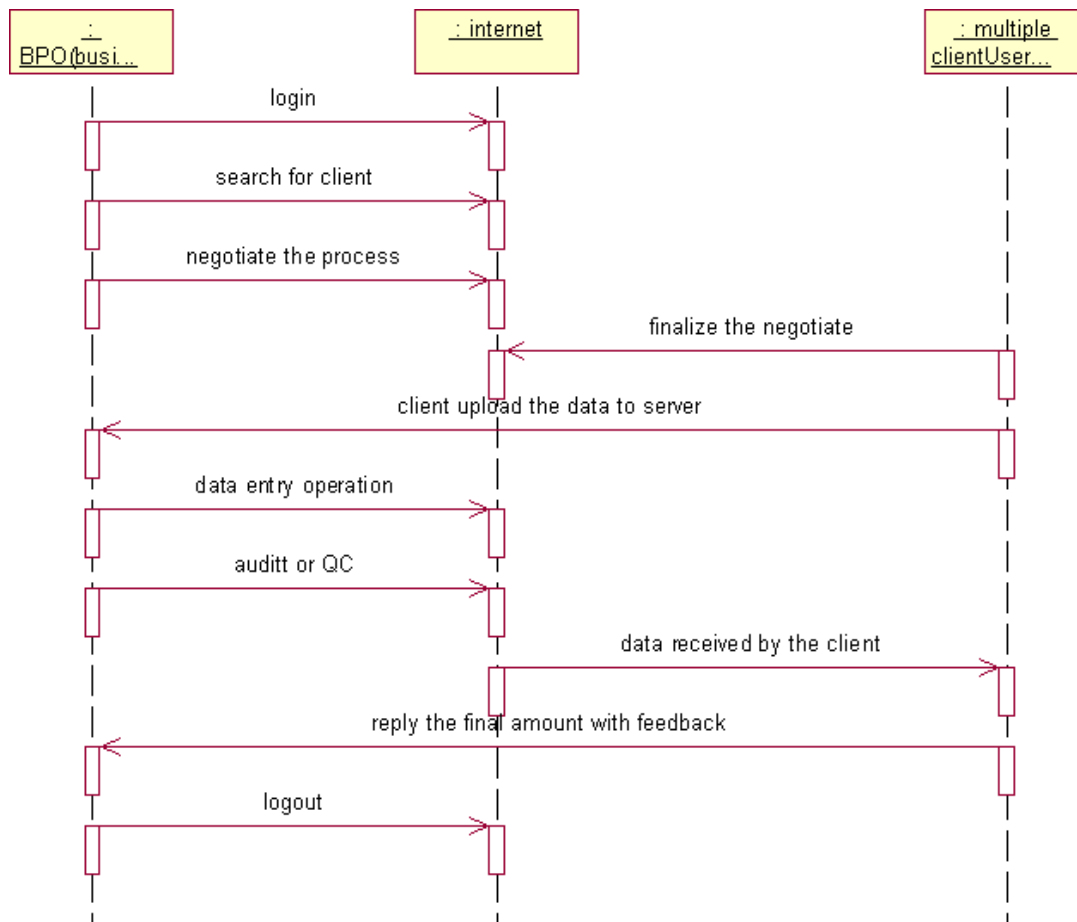 :
BPO(busi...
: internet
: multiple
clientUser...
login
search for client
negotiate the process
finalize the negotiate
client upload the data to server
data entry operation
auditt or QC
data received by the client
reply the final amount with feedback
logout